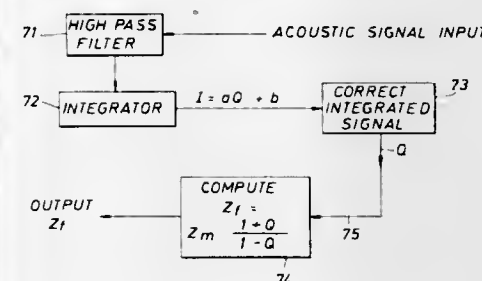 71
HIGH PASS
FILTER
ACOUSTIC SIGNAL INPUT
72
INTEGRATOR
I = aQ + b
CORRECT
INTEGRATED
SIGNAL
73
Q
COMPUTE
Zf =
Zm 1 + Q
1 - Q
OUTPUT
Zf
75
74